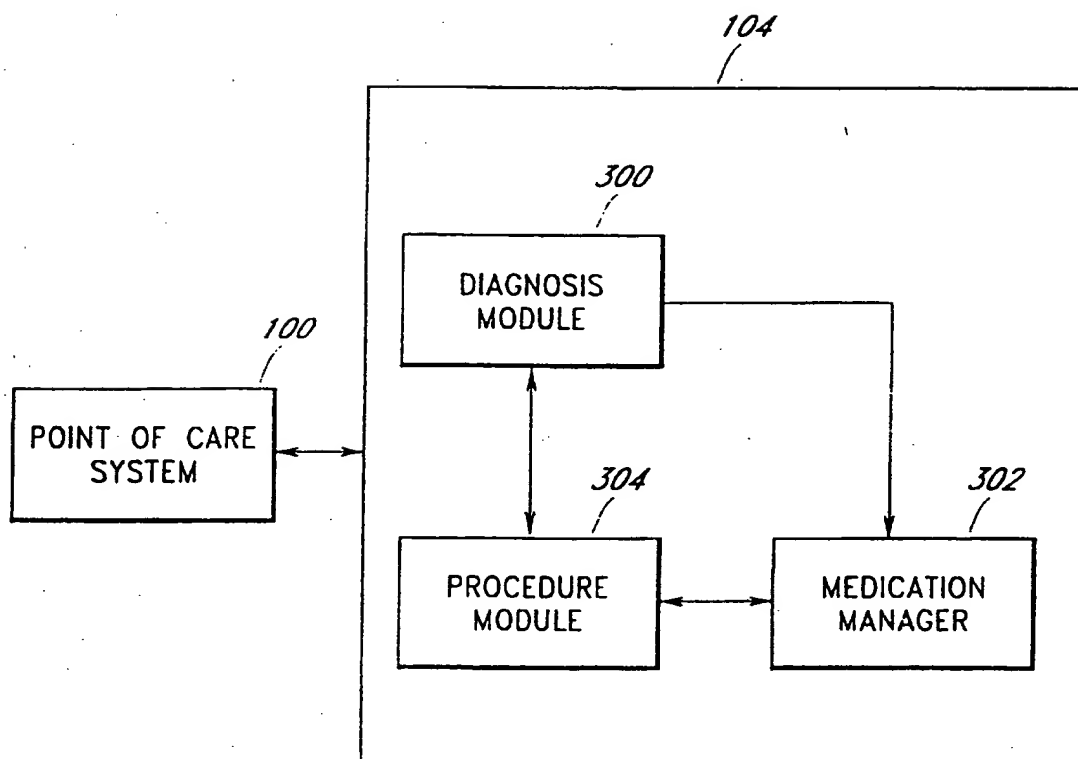 104
300
DIAGNOSIS
MODULE
100
POINT OF CARE
SYSTEM
304
PROCEDURE
MODULE
302
MEDICATION
MANAGER